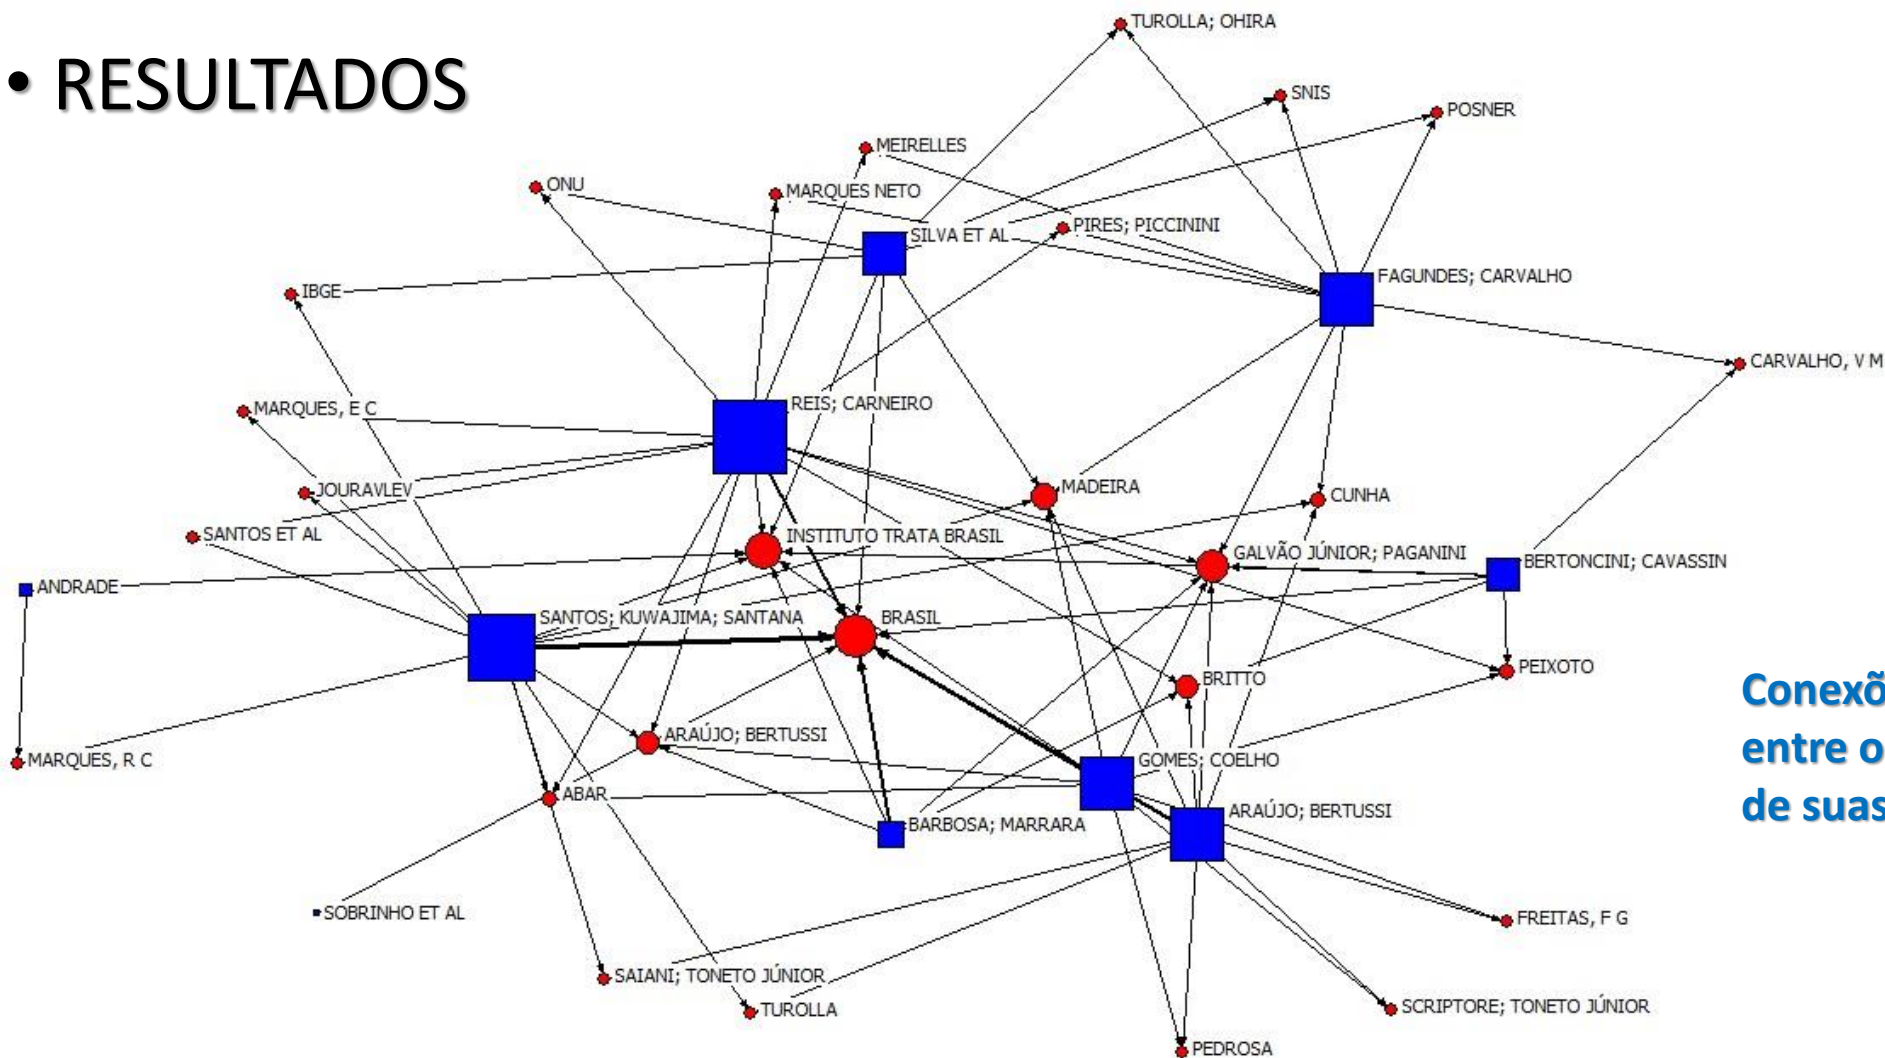 • RESULTADOS
TUROLLA; OHIRA
SNIS
POSNER
MEIRELLES
ONU
MARQUES NETO
PIRES; PICCININI
SILVA ET AL
FAGUNDES; CARVALHO
IBGE
CARVALHO, V M
REIS; CARNEIRO
MARQUES, E C
MADEIRA
JOURAVLEV
CUNHA
SANTOS ET AL
INSTITUTO TRATA BRASIL
GALVÃO JÚNIOR; PAGANINI
BERTONCINI; CAVASSIN
ANDRADE
SANTOS; KUWAJIMA; SANTANA
BRASIL
PEIXOTO
BRITTO
Conexõ
entre o
de suas
ARAÚJO; BERTUSSI
MARQUES, R C
GOMES; COELHO
ABAR
ARAÚJO; BERTUSSI
BARBOSA; MARRARA
SOBRINHO ET AL
FREITAS, F G
SAIANI; TONETO JÚNIOR
TUROLLA
SCRIPTORE; TONETO JÚNIOR
PEDROSA